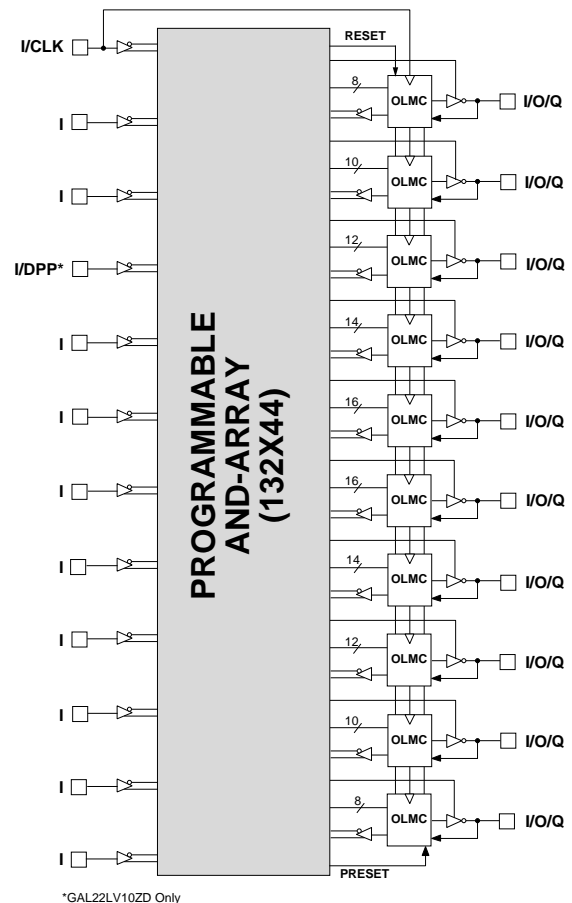 RESET
I/CLK
8
OLMC
I/O/Q
I
10
OLMC
I/O/Q
I
12
OLMC
I/O/Q
I/DPP*
14
OLMC
I/O/Q
I
16
OLMC
I/O/Q
I
PROGRAMMABLE
AND-ARRAY
(132X44)
16
OLMC
I/O/Q
I
14
OLMC
I/O/Q
I
12
OLMC
I/O/Q
I
10
OLMC
I/O/Q
I
8
OLMC
I/O/Q
I
I
PRESET
*GAL22LV10ZD Only